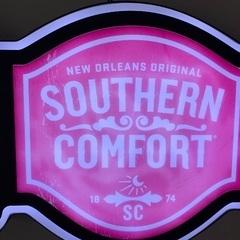 NEW ORLEANS ORIGINAL
SOUTHERN
COMFORT
18 74
SC